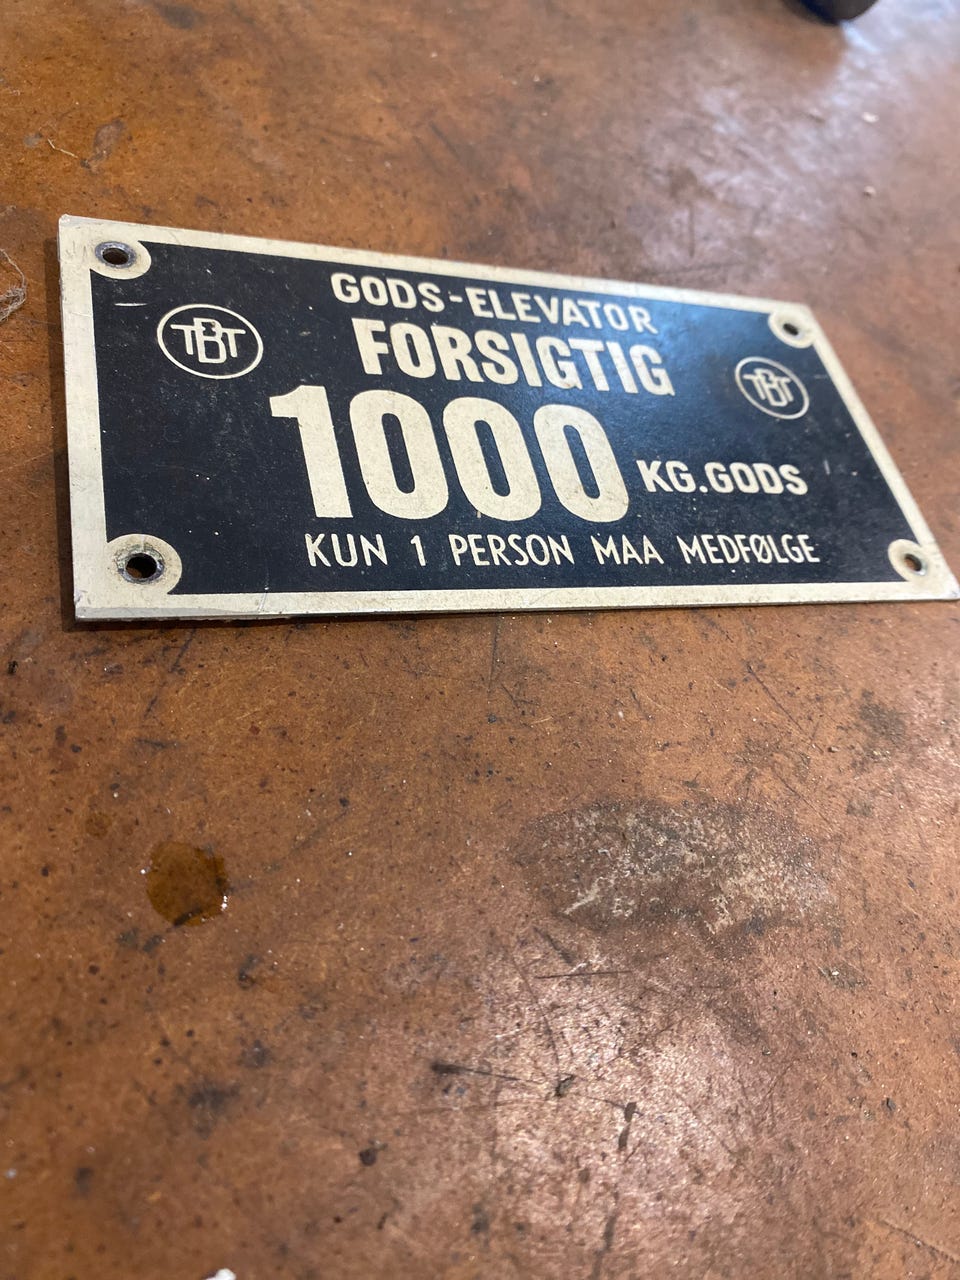 GODS-ELEVATOR
TBT
FORSIGTIG
TBT
1000 KG.GODS
KUN 1 PERSON MAA MEDFØLGE